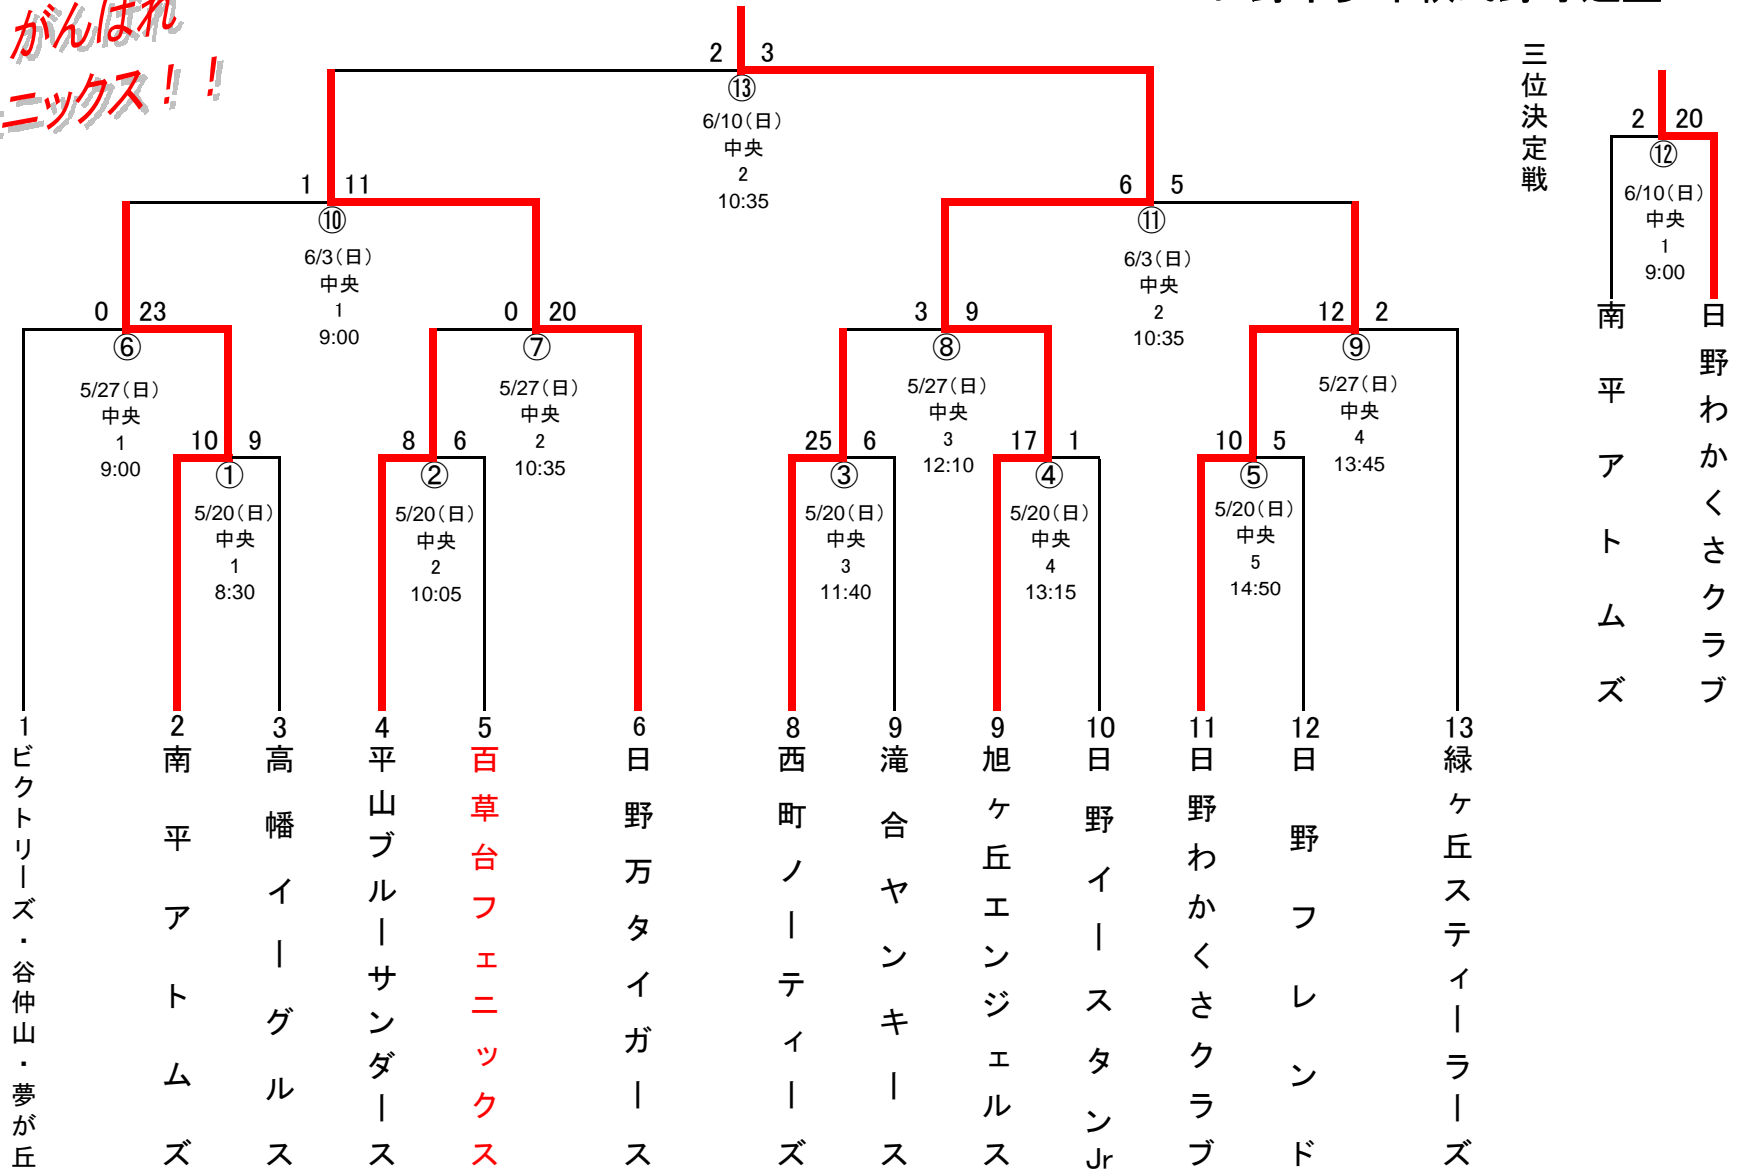 がんばれ
ニックス！！
三位決定戦
2 3
⑬
6/10(日)
中央
2
10:35
2 20
⑫
6/10(日)
中央
1
9:00
南平アトムズ
日野わかくさクラブ
1 11
⑩
6/3(日)
中央
1
9:00
6 5
⑪
6/3(日)
中央
2
10:35
0 23
⑥
5/27(日)
中央
1
9:00
0 20
⑦
5/27(日)
中央
2
10:35
3 9
⑧
5/27(日)
中央
3
12:10
12 2
⑨
5/27(日)
中央
4
13:45
10 9
①
5/20(日)
中央
1
8:30
8 6
②
5/20(日)
中央
2
10:05
25 6
③
5/20(日)
中央
3
11:40
17 1
④
5/20(日)
中央
4
13:15
10 5
⑤
5/20(日)
中央
5
14:50
1
ビクトリーズ・谷仲山・夢が丘
2
南平アトムズ
3
高幡イーグルス
4
平山ブルーサンダース
5
百草台フェニックス
6
日野万タイガース
8
西町ノーティーズ
9
滝合ヤンキース
9
旭ヶ丘エンジェルス
10
日野イースタンJr
11
日野わかくさクラブ
12
日野フレンド
13
緑ヶ丘スティーラーズ